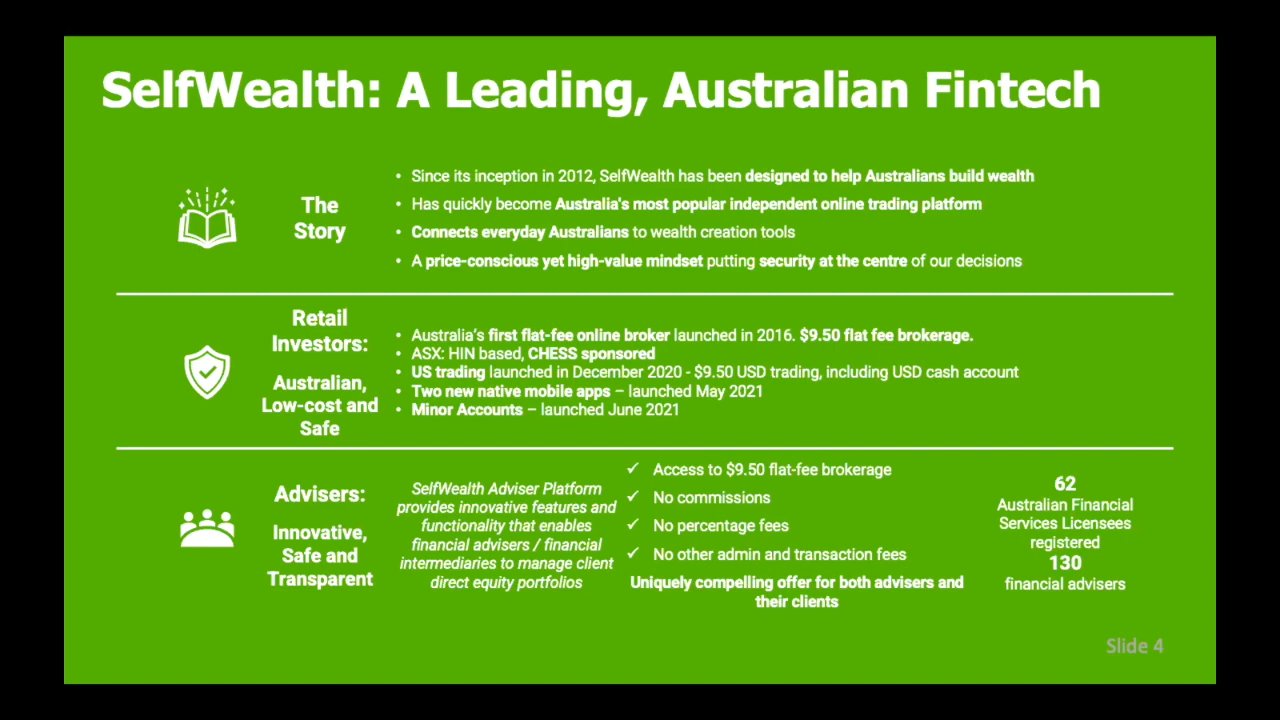 SelfWealth: A Leading, Australian Fintech
The
Story
• Since its inception in 2012, SelfWealth has been designed to help Australians build wealth
• Has quickly become Australia's most popular independent online trading platform
• Connects everyday Australians to wealth creation tools
• A price-conscious yet high-value mindset putting security at the centre of our decisions
Retail
Investors:
Australian,
Low-cost and
Safe
• Australia's first flat-fee online broker launched in 2016. $9.50 flat fee brokerage.
• ASX: HIN based, CHESS sponsored
• US trading launched in December 2020 - $9.50 USD trading, including USD cash account
• Two new native mobile apps – launched May 2021
• Minor Accounts – launched June 2021
Advisers:
Innovative,
Safe and
Transparent
SelfWealth Adviser Platform
provides innovative features and
functionality that enables
financial advisers / financial
intermediaries to manage client
direct equity portfolios
✓ Access to $9.50 flat-fee brokerage
✓ No commissions
✓ No percentage fees
✓ No other admin and transaction fees
Uniquely compelling offer for both advisers and
their clients
62
Australian Financial
Services Licensees
registered
130
financial advisers
Slide 4